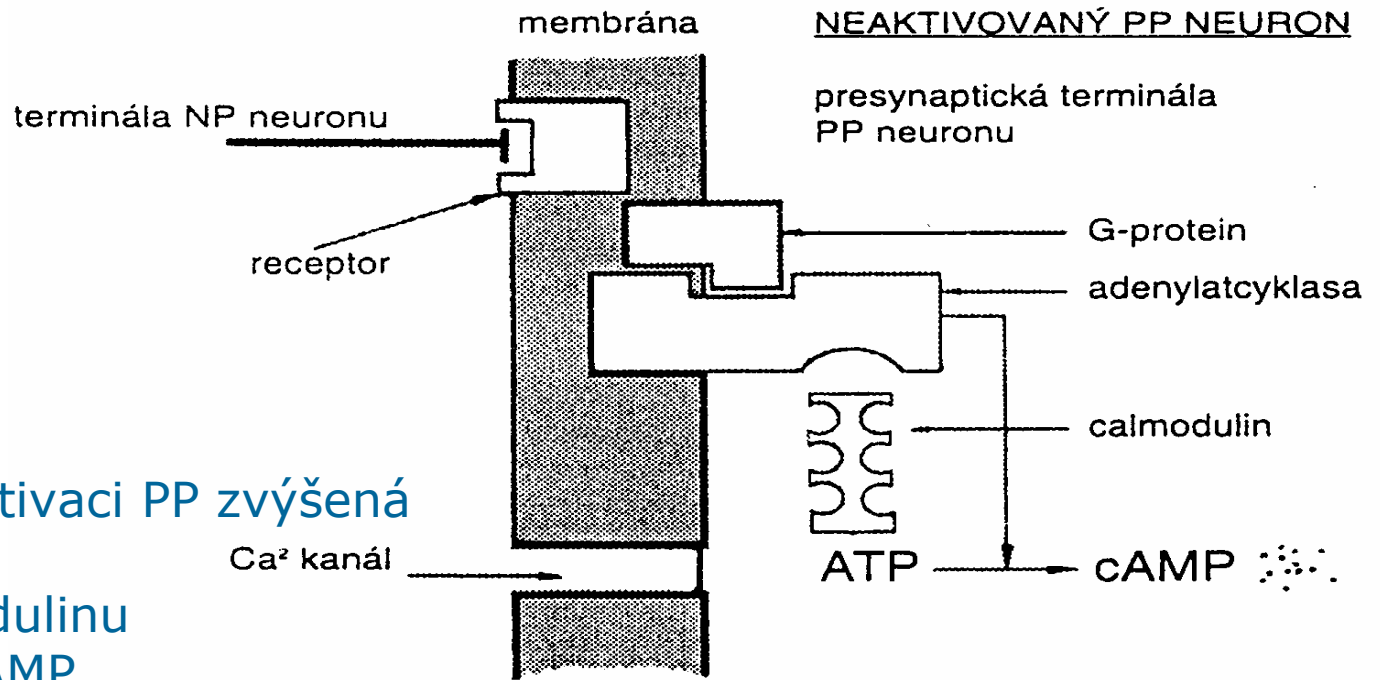 membrána
NEAKTIVOVANÝ PP NEURON
presynaptická terminála
PP neuronu
terminála NP neuronu
receptor
G-protein
adenylatcyklasa
calmodulin
tivaci PP zvýšená
Ca² kanál
ATP
cAMP
dulinu
AMP